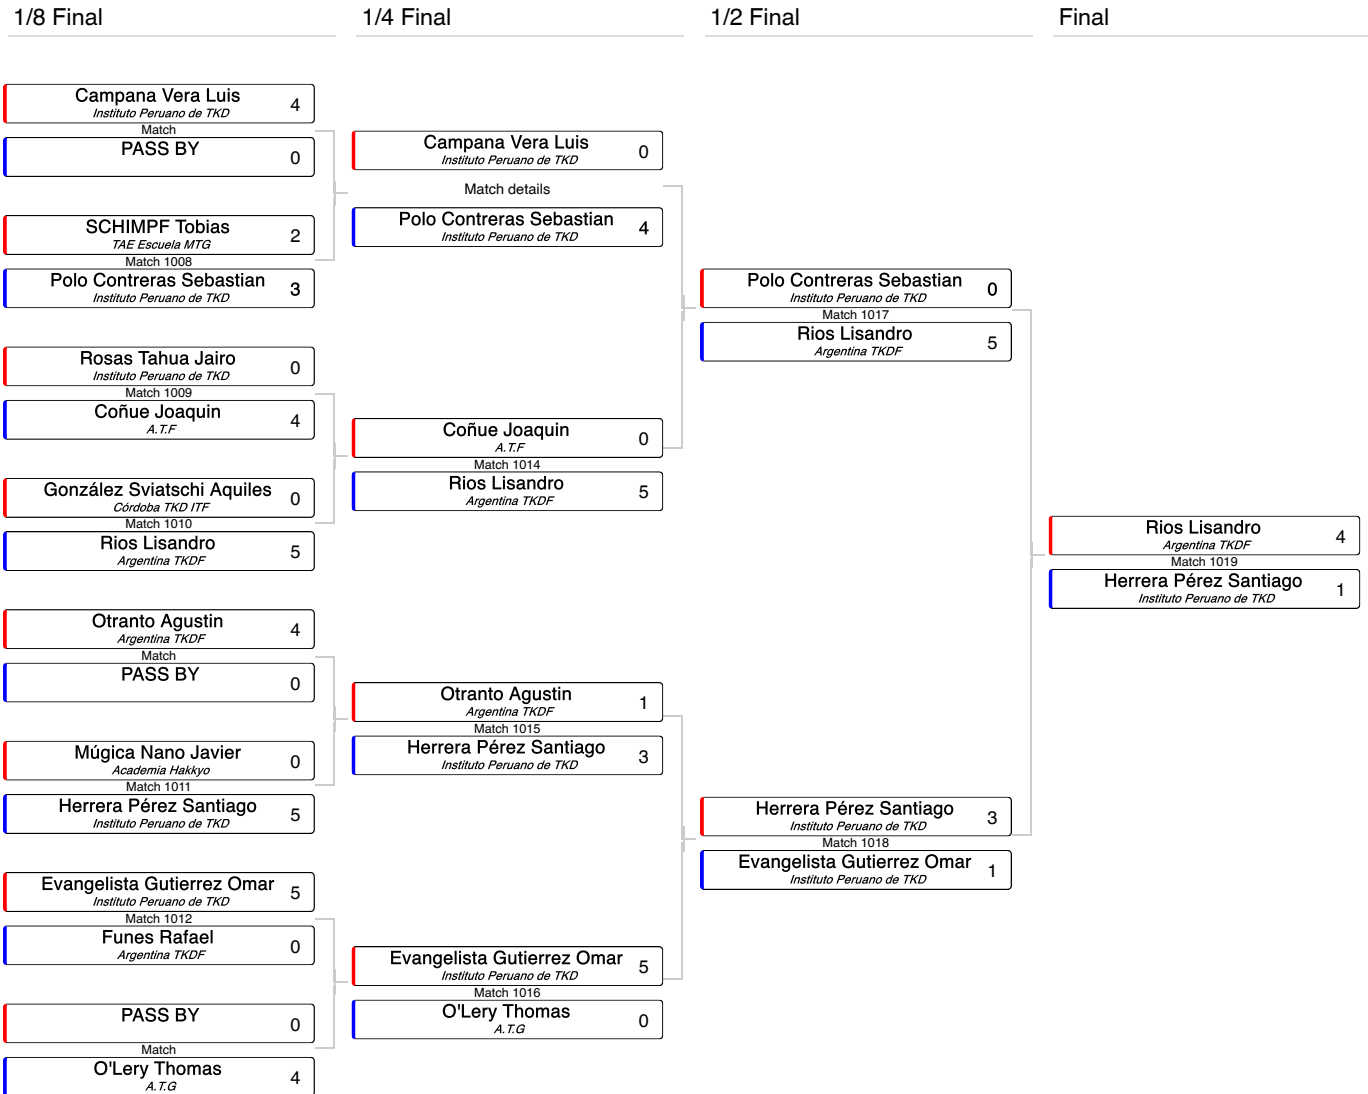 1/8 Final
1/4 Final
1/2 Final
Final
Campana Vera Luis
4
Instituto Peruano de TKD
Match
PASS BY
0
SCHIMPF Tobias
2
TAE Escuela MTG
Match 1008
Polo Contreras Sebastian
3
Instituto Peruano de TKD
Rosas Tahua Jairo
0
Instituto Peruano de TKD
Match 1009
Coñue Joaquin
4
A.T.F
González Sviatschi Aquiles
0
Córdoba TKD ITF
Match 1010
Rios Lisandro
5
Argentina TKDF
Otranto Agustin
4
Argentina TKDF
Match
PASS BY
0
Múgica Nano Javier
0
Academia Hakkyo
Match 1011
Herrera Pérez Santiago
5
Instituto Peruano de TKD
Evangelista Gutierrez Omar
5
Instituto Peruano de TKD
Match 1012
Funes Rafael
0
Argentina TKDF
PASS BY
0
Match
O'Lery Thomas
4
A.T.G
Campana Vera Luis
0
Instituto Peruano de TKD
Match details
Polo Contreras Sebastian
4
Instituto Peruano de TKD
Coñue Joaquin
0
A.T.F
Match 1014
Rios Lisandro
5
Argentina TKDF
Otranto Agustin
1
Argentina TKDF
Match 1015
Herrera Pérez Santiago
3
Instituto Peruano de TKD
Evangelista Gutierrez Omar
5
Instituto Peruano de TKD
Match 1016
O'Lery Thomas
0
A.T.G
Polo Contreras Sebastian
0
Instituto Peruano de TKD
Match 1017
Rios Lisandro
5
Argentina TKDF
Herrera Pérez Santiago
3
Instituto Peruano de TKD
Match 1018
Evangelista Gutierrez Omar
1
Instituto Peruano de TKD
Rios Lisandro
4
Argentina TKDF
Match 1019
Herrera Pérez Santiago
1
Instituto Peruano de TKD